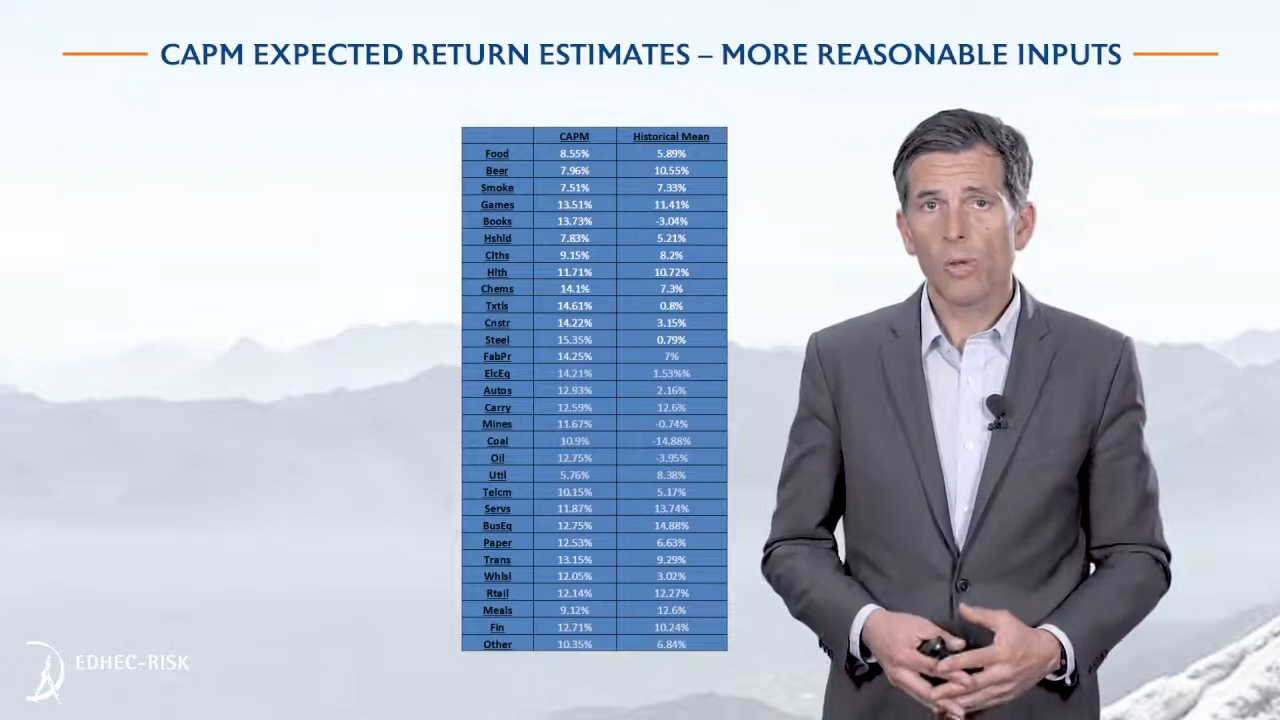 CAPM EXPECTED RETURN ESTIMATES – MORE REASONABLE INPUTS
CAPM Historical Mean
Food 8.55% 5.89%
Beer 7.96% 10.55%
Smoke 7.51% 7.33%
Games 13.51% 11.41%
Books 13.73% -3.04%
Hshld 7.83% 5.21%
Clths 9.15% 8.2%
Hlth 11.71% 10.72%
Chems 14.1% 7.3%
Txtls 14.61% 0.8%
Cnstr 14.22% 3.15%
Steel 15.35% 0.79%
FabPr 14.25% 7%
ElcEq 14.21% 1.53%%
Autos 12.93% 2.16%
Carry 12.59% 12.6%
Mines 11.67% -0.74%
Coal 10.9% -14.88%
Oil 12.75% -3.95%
Util 5.76% 8.38%
Telcm 10.15% 5.17%
Servs 11.87% 13.74%
BusEq 12.75% 14.88%
Paper 12.53% 6.63%
Trans 13.15% 9.29%
Whlsl 12.05% 3.02%
Rtail 12.14% 12.27%
Meals 9.12% 12.6%
Fin 12.71% 10.24%
Other 10.35% 6.84%
EDHEC-RISK